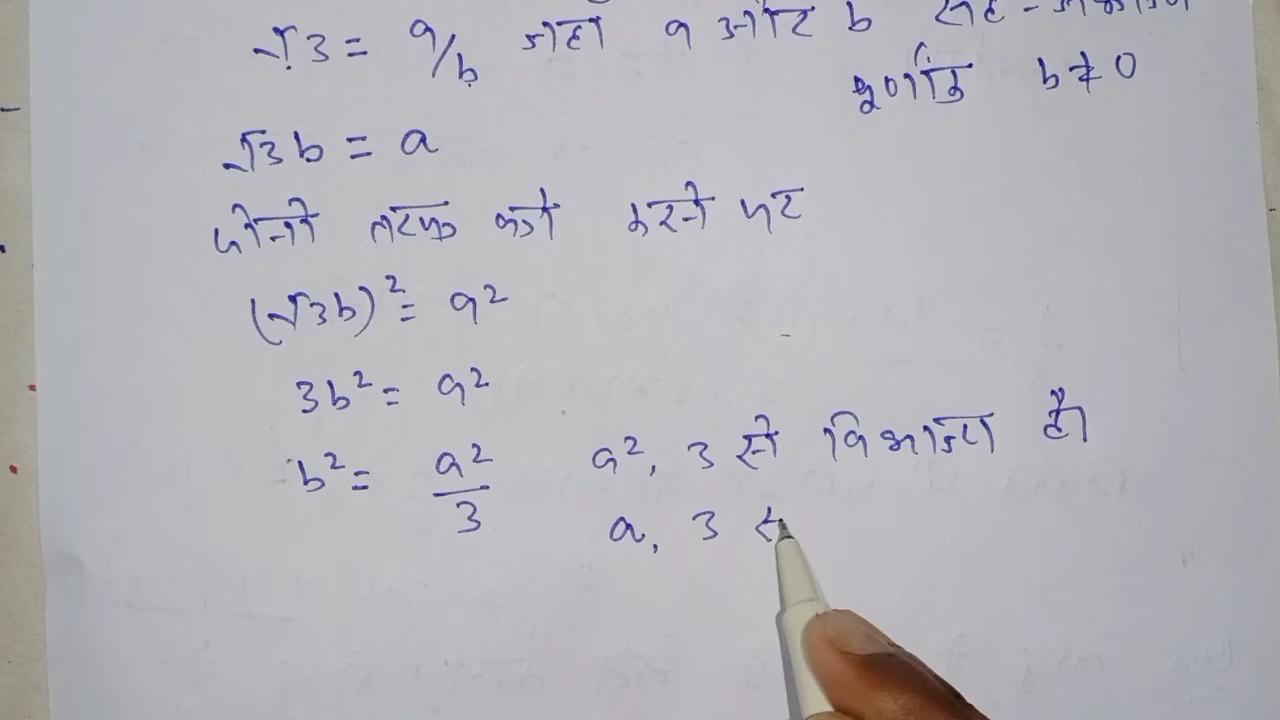 √3 = a/b जहाँ a और b सह-अभाज्य
पूर्णांक b ≠ 0
√3b = a
दोनों तरफ वर्ग करने पर
(√3b)² = a²
3b² = a²
b² = a²/3 a², 3 से विभाज्य है।
a, 3 स